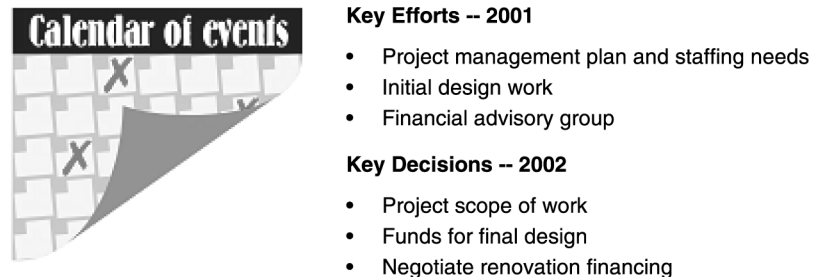 Calendar of events
Key Efforts -- 2001
• Project management plan and staffing needs
• Initial design work
• Financial advisory group
Key Decisions -- 2002
• Project scope of work
• Funds for final design
• Negotiate renovation financing